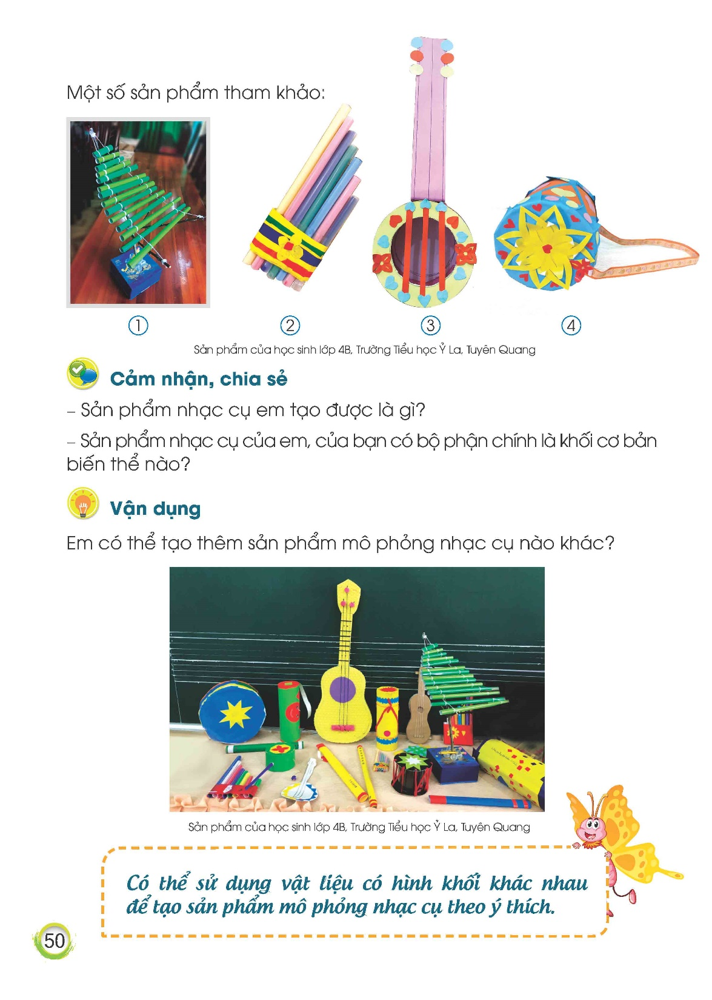 Một số sản phẩm tham khảo:
1
2
3
4
Sản phẩm của học sinh lớp 4B, Trường Tiểu học Ỷ La, Tuyên Quang
Cảm nhận, chia sẻ
– Sản phẩm nhạc cụ em tạo được là gì?
– Sản phẩm nhạc cụ của em, của bạn có bộ phận chính là khối cơ bản
biến thể nào?
Vận dụng
Em có thể tạo thêm sản phẩm mô phỏng nhạc cụ nào khác?
Sản phẩm của học sinh lớp 4B, Trường Tiểu học Ỷ La, Tuyên Quang
Có thể sử dụng vật liệu có hình khối khác nhau
để tạo sản phẩm mô phỏng nhạc cụ theo ý thích.
50